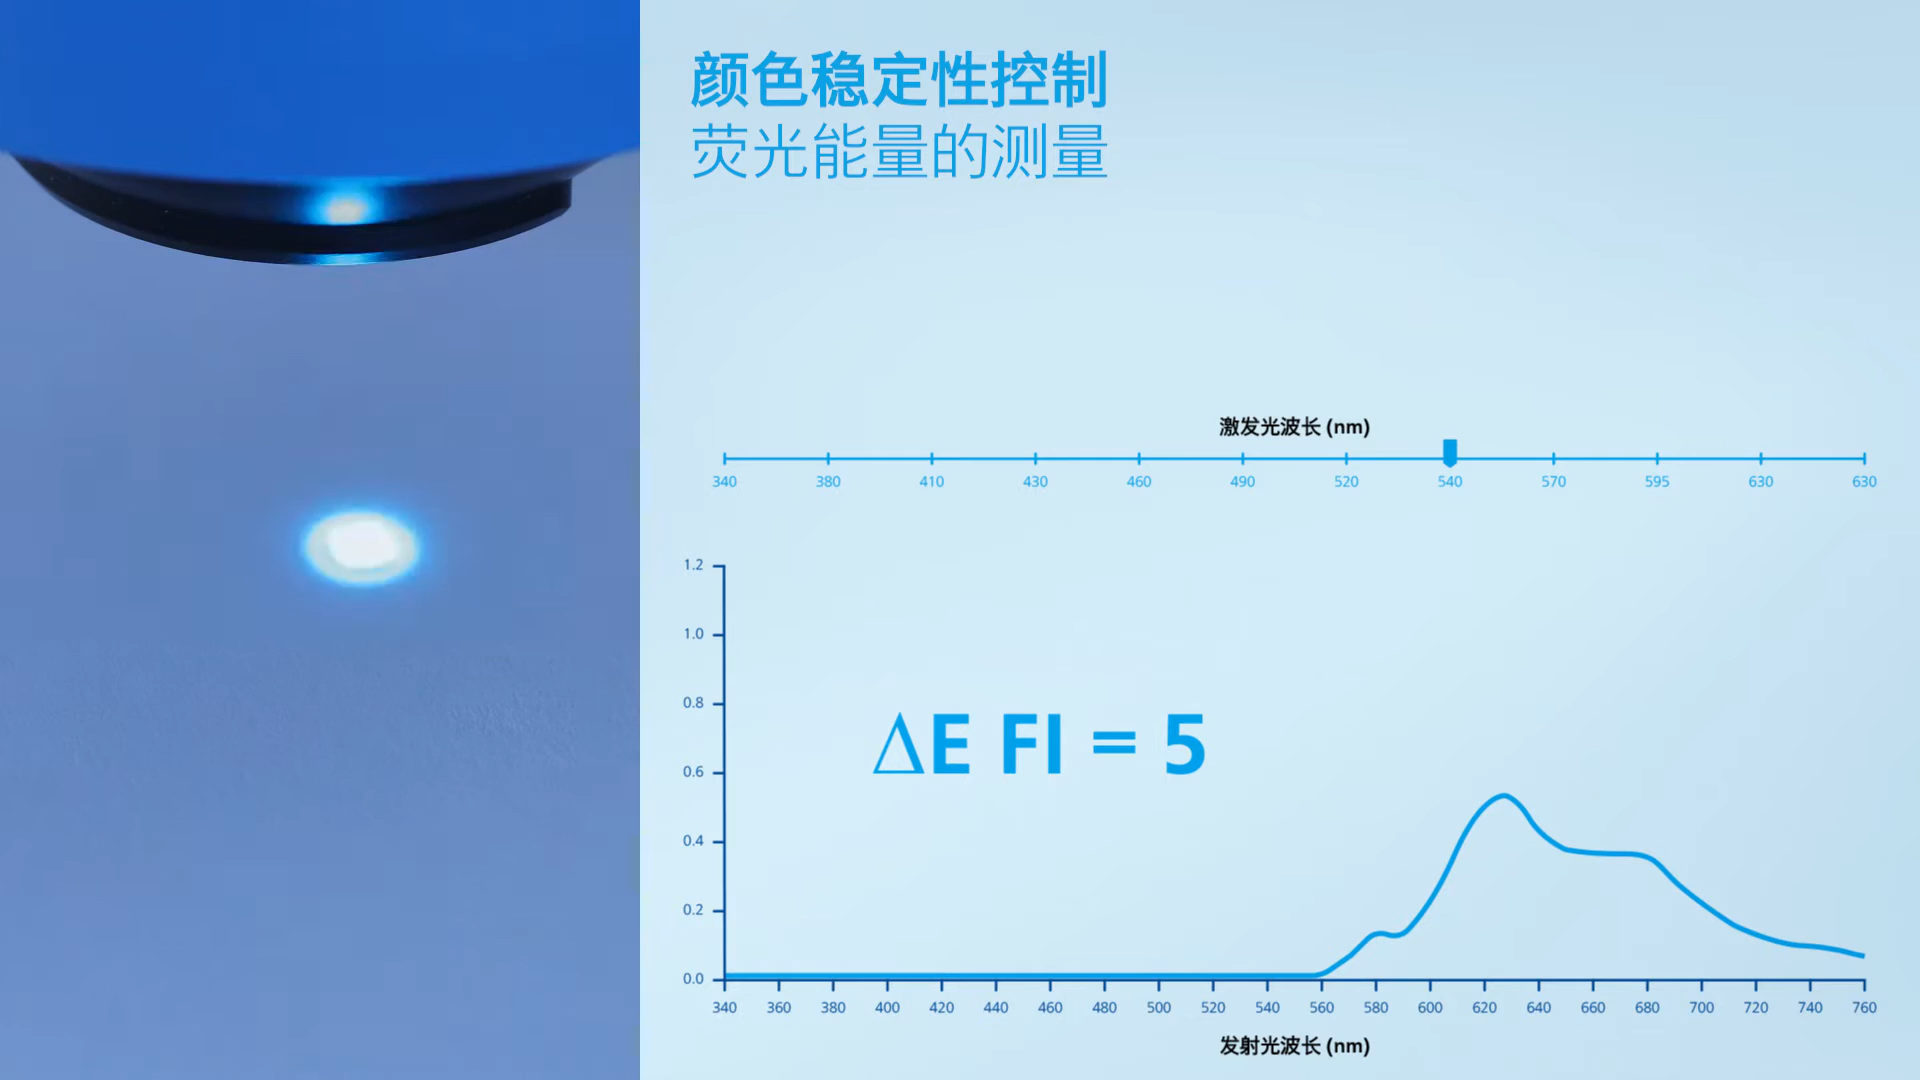 颜色稳定性控制
荧光能量的测量
激发光波长 (nm)
340 380 410 430 460 490 520 540 570 595 630 630
1.2
1.0
0.8
ΔE FI = 5
0.6
0.4
0.2
0.0
340 360 380 400 420 440 460 480 500 520 540 560 580 600 620 640 660 680 700 720 740 760
发射光波长 (nm)